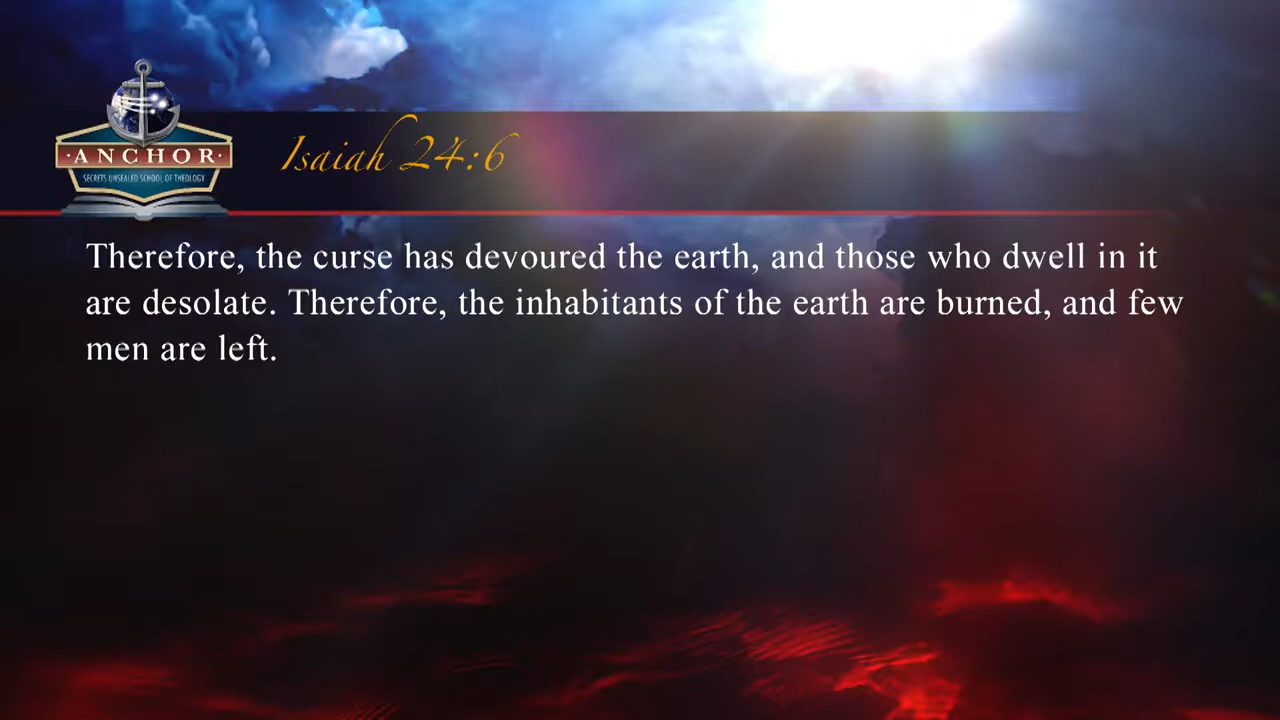 Isaiah 24:6
·ANCHOR·
SECRETS UNSEALED SCHOOL OF THEOLOGY
Therefore, the curse has devoured the earth, and those who dwell in it
are desolate. Therefore, the inhabitants of the earth are burned, and few
men are left.